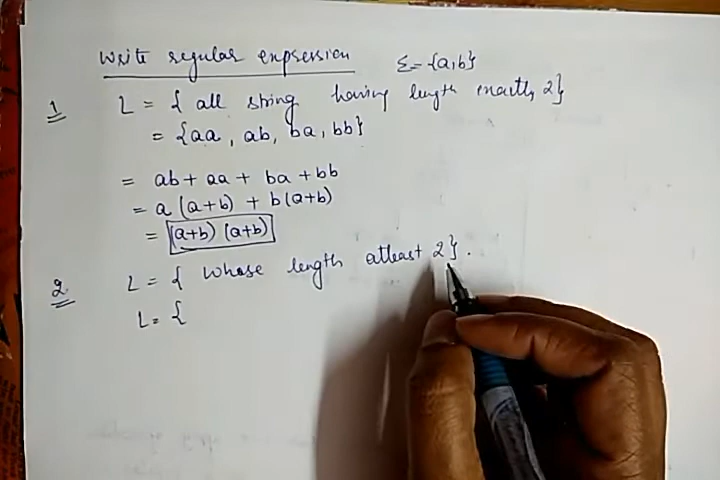 Write regular expression Σ = {a,b}
1 L = { all string having length exactly 2}
= {aa, ab, ba, bb}
= ab + aa + ba + bb
= a (a+b) + b(a+b)
= (a+b) (a+b)
2. L = { whose length atleast 2}.
L = {